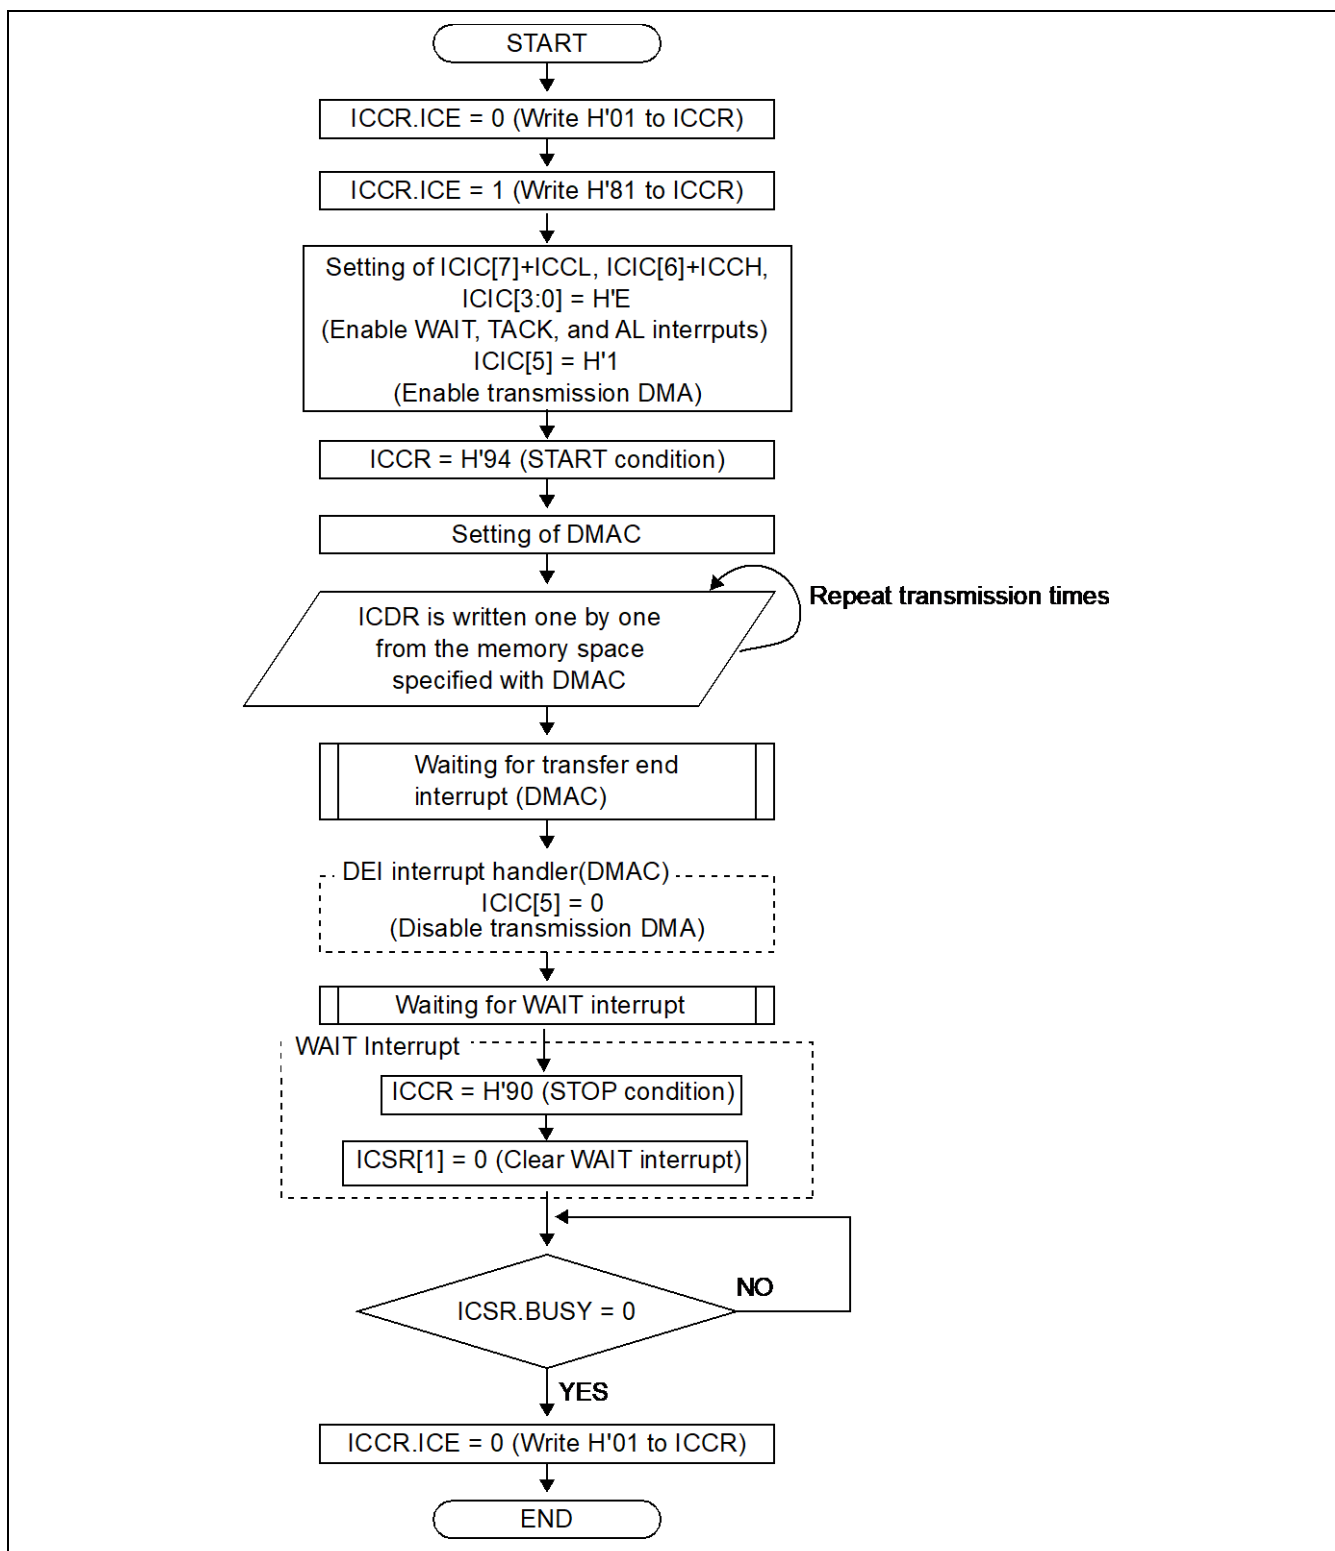 START
ICCR.ICE = 0 (Write H'01 to ICCR)
ICCR.ICE = 1 (Write H'81 to ICCR)
Setting of ICIC[7]+ICCL, ICIC[6]+ICCH,
ICIC[3:0] = H'E
(Enable WAIT, TACK, and AL interrputs)
ICIC[5] = H'1
(Enable transmission DMA)
ICCR = H'94 (START condition)
Setting of DMAC
Repeat transmission times
ICDR is written one by one
from the memory space
specified with DMAC
Waiting for transfer end
interrupt (DMAC)
DEI interrupt handler(DMAC)
ICIC[5] = 0
(Disable transmission DMA)
Waiting for WAIT interrupt
WAIT Interrupt
ICCR = H'90 (STOP condition)
ICSR[1] = 0 (Clear WAIT interrupt)
NO
ICSR.BUSY = 0
YES
ICCR.ICE = 0 (Write H'01 to ICCR)
END